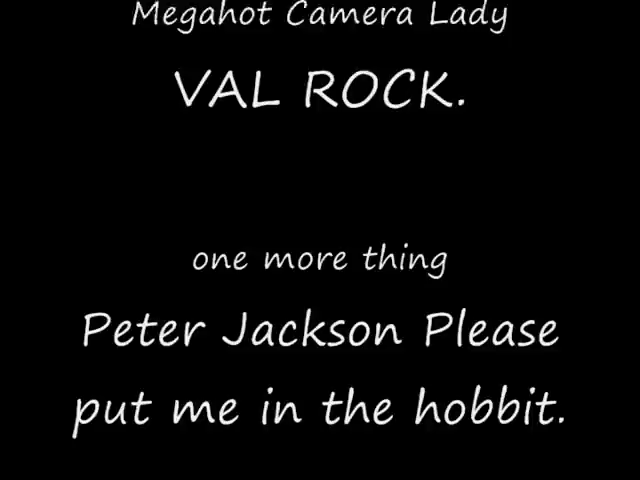 Megahot Camera Lady
VAL ROCK.
one more thing
Peter Jackson Please
put me in the hobbit.